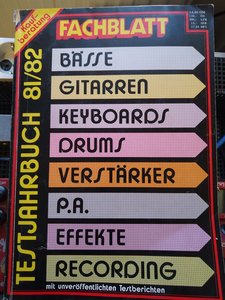 Kauf-
beratung
FACHBLATT
TESTJAHRBUCH 81/82
BÄSSE
GITARREN
KEYBOARDS
DRUMS
VERSTÄRKER
P.A.
EFFEKTE
RECORDING
mit unveröffentlichten Testberichten